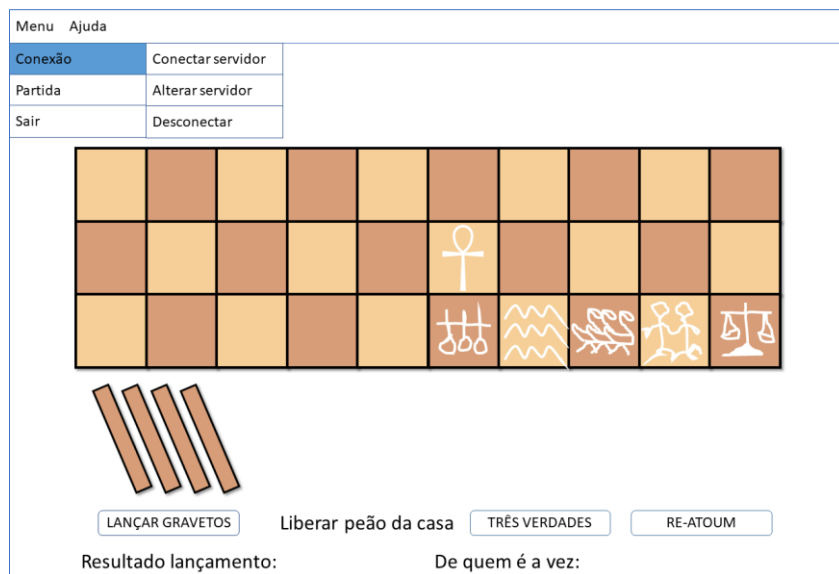 Menu Ajuda
Conexão Conectar servidor
Partida Alterar servidor
Sair Desconectar
LANÇAR GRAVETOS Liberar peão da casa TRÊS VERDADES RE-ATOUM
Resultado lançamento: De quem é a vez: